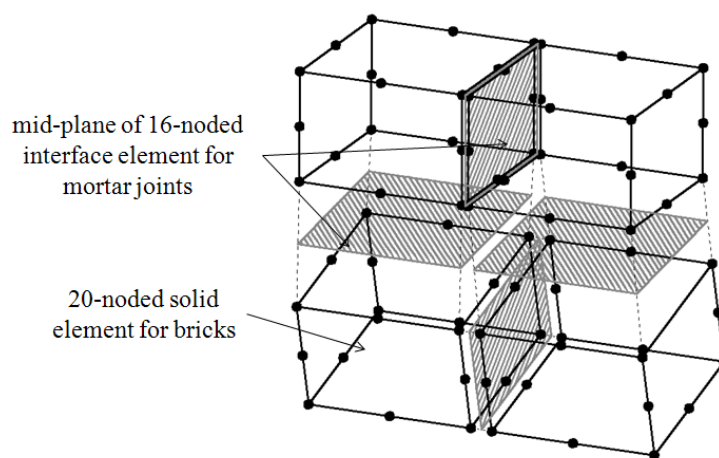 mid-plane of 16-noded
interface element for
mortar joints
20-noded solid
element for bricks